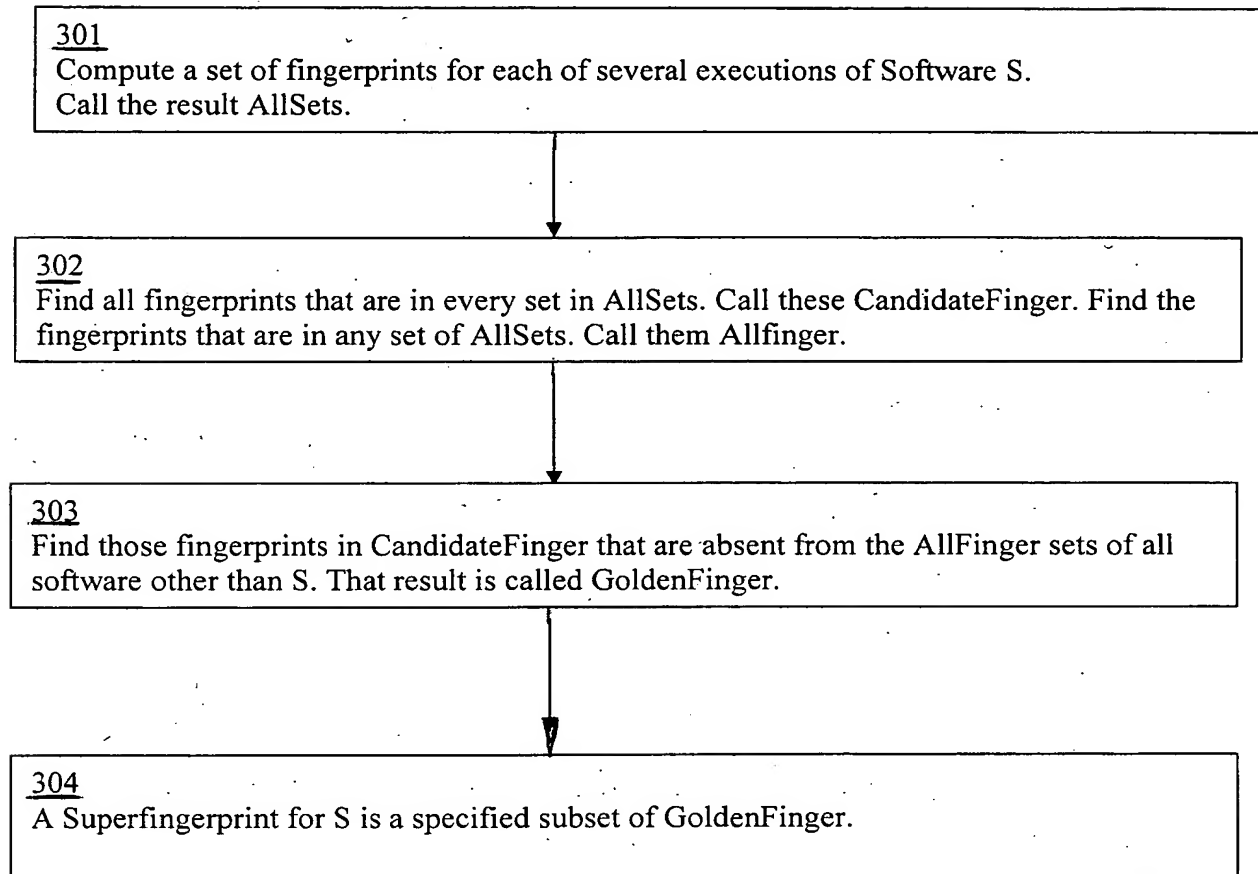 301
Compute a set of fingerprints for each of several executions of Software S.
Call the result AllSets.
302
Find all fingerprints that are in every set in AllSets. Call these CandidateFinger. Find the
fingerprints that are in any set of AllSets. Call them Allfinger.
303
Find those fingerprints in CandidateFinger that are absent from the AllFinger sets of all
software other than S. That result is called GoldenFinger.
304
A Superfingerprint for S is a specified subset of GoldenFinger.